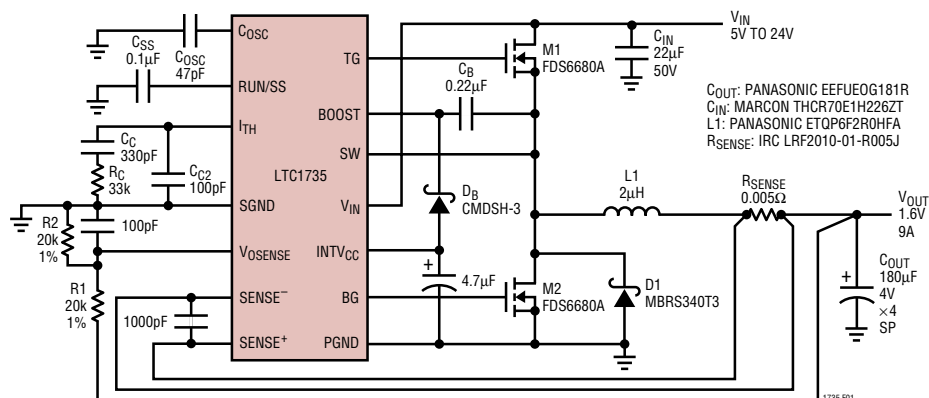 COSC
CSS
0.1µF
COSC
47pF
RUN/SS
ITH
CC
330pF
RC
33k
CC2
100pF
LTC1735
SGND
R2
20k
1%
100pF
VOSENSE
R1
20k
1%
SENSE–
1000pF
SENSE+
TG
BOOST
SW
VIN
INTVCC
BG
PGND
CB
0.22µF
DB
CMDSH-3
+
4.7µF
M1
FDS6680A
M2
FDS6680A
D1
MBRS340T3
CIN
22µF
50V
VIN
5V TO 24V
COUT: PANASONIC EEFUEOG181R
CIN: MARCON THCR70E1H226ZT
L1: PANASONIC ETQP6F2R0HFA
RSENSE: IRC LRF2010-01-R005J
L1
2µH
RSENSE
0.005Ω
VOUT
1.6V
9A
+
COUT
180µF
4V
×4
SP
1735 F01